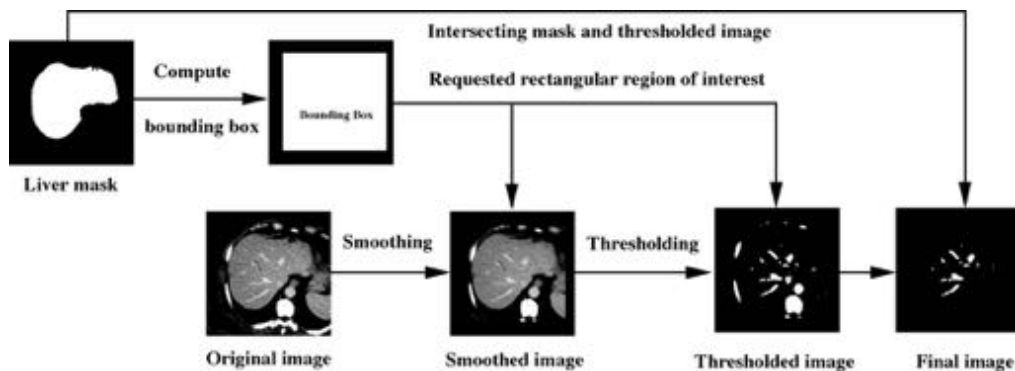 Intersecting mask and thresholded image
Compute
bounding box
Requested rectangular region of interest
Bounding Box
Liver mask
Smoothing
Thresholding
Original image
Smoothed image
Thresholded image
Final image